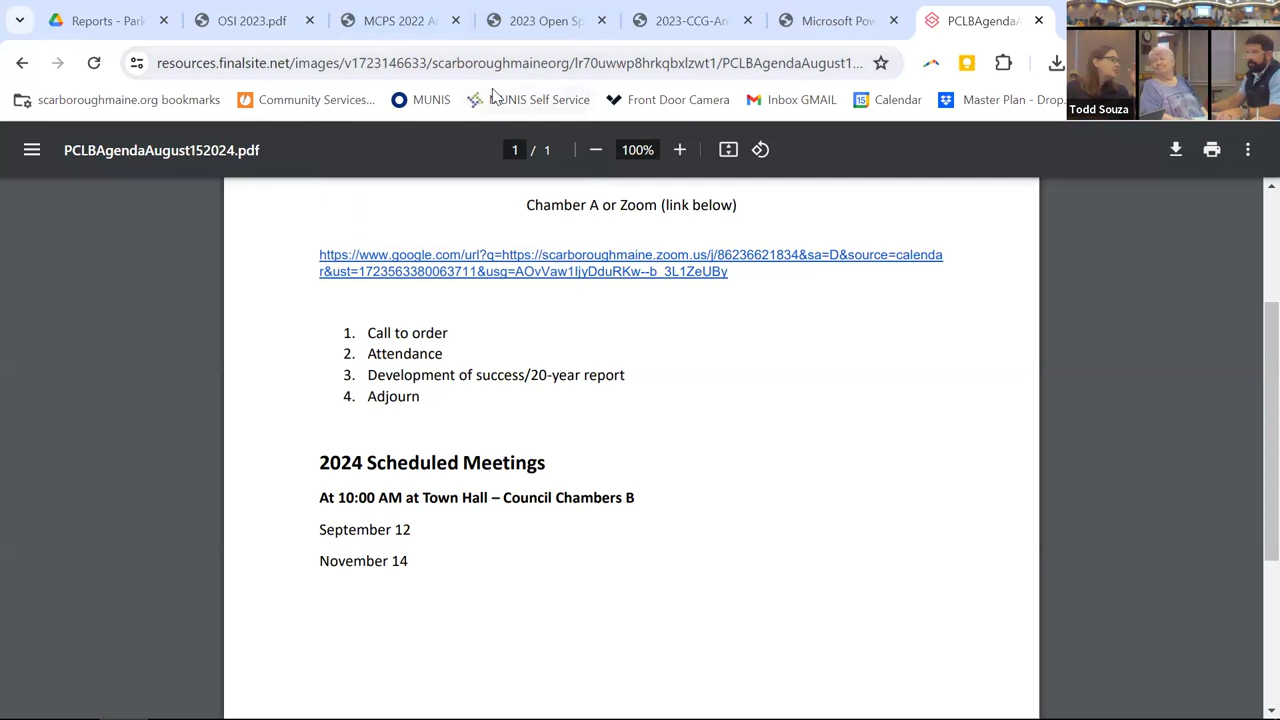 Reports - Park
OSI 2023.pdf
MCPS 2022 A
2023 Open Sp
2023-CCG-An
Microsoft Pow
PCLBAgendaA
resources.finalsite.net/images/v1723146633/scarboroughmaineorg/lr70uwwp8hrkqbxlzwt1/PCLBAgendaAugust1...
scarboroughmaine.org bookmarks
Community Services...
MUNIS
MUNIS Self Service
Front Door Camera
Inbox GMAIL
15
Calendar
Master Plan - Drop.
Todd Souza
PCLBAgendaAugust152024.pdf
1 / 1
100%
Chamber A or Zoom (link below)
https://www.google.com/url?q=https://scarboroughmaine.zoom.us/j/86236621834&sa=D&source=calenda
r&ust=1723563380063711&usg=AOvVaw1IjyDduRKw--b_3L1ZeUBy
1. Call to order
2. Attendance
3. Development of success/20-year report
4. Adjourn
2024 Scheduled Meetings
At 10:00 AM at Town Hall – Council Chambers B
September 12
November 14